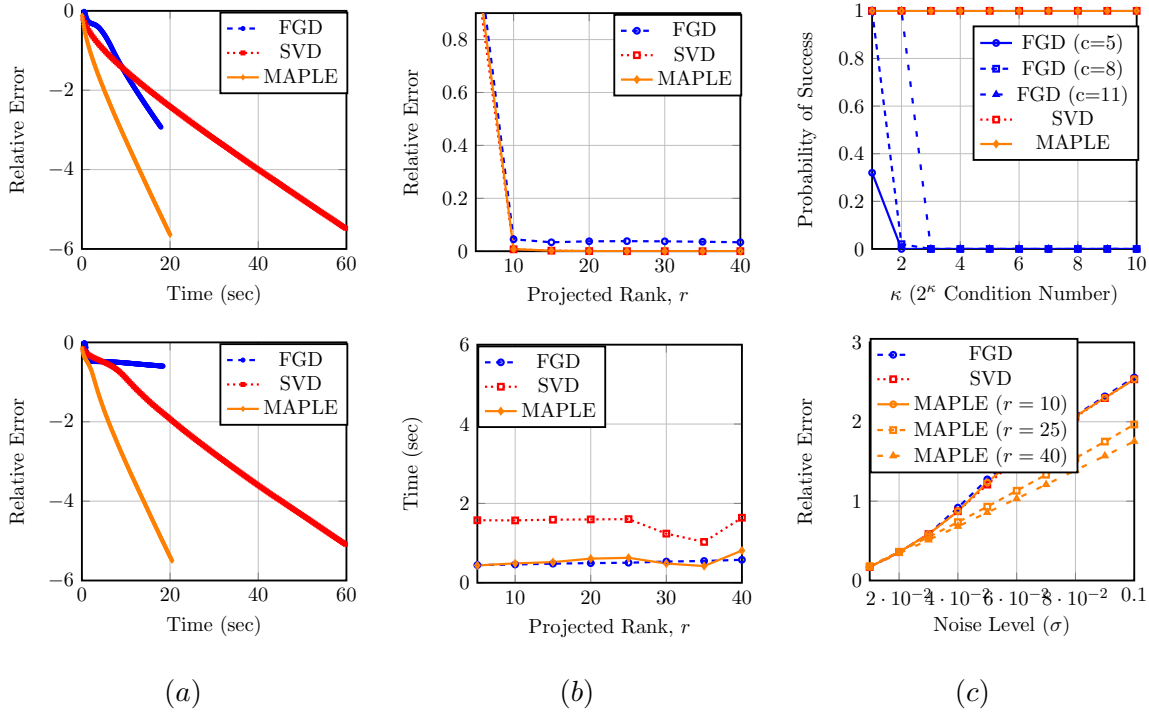 0
−2
−4
−6
0
20
40
60
Time (sec)
Relative Error
FGD
SVD
MAPLE
0
0.2
0.4
0.6
0.8
10
20
30
40
Projected Rank, r
Relative Error
FGD
SVD
MAPLE
0
0.2
0.4
0.6
0.8
1
2
4
6
8
10
κ (2^κ Condition Number)
Probability of Success
FGD (c=5)
FGD (c=8)
FGD (c=11)
SVD
MAPLE
0
−2
−4
−6
0
20
40
60
Time (sec)
Relative Error
FGD
SVD
MAPLE
0
2
4
6
10
20
30
40
Projected Rank, r
Time (sec)
FGD
SVD
MAPLE
0
1
2
3
2 · 10^−2
4 · 10^−2
6 · 10^−2
8 · 10^−2
0.1
Noise Level (σ)
Relative Error
FGD
SVD
MAPLE (r = 10)
MAPLE (r = 25)
MAPLE (r = 40)
(a)
(b)
(c)